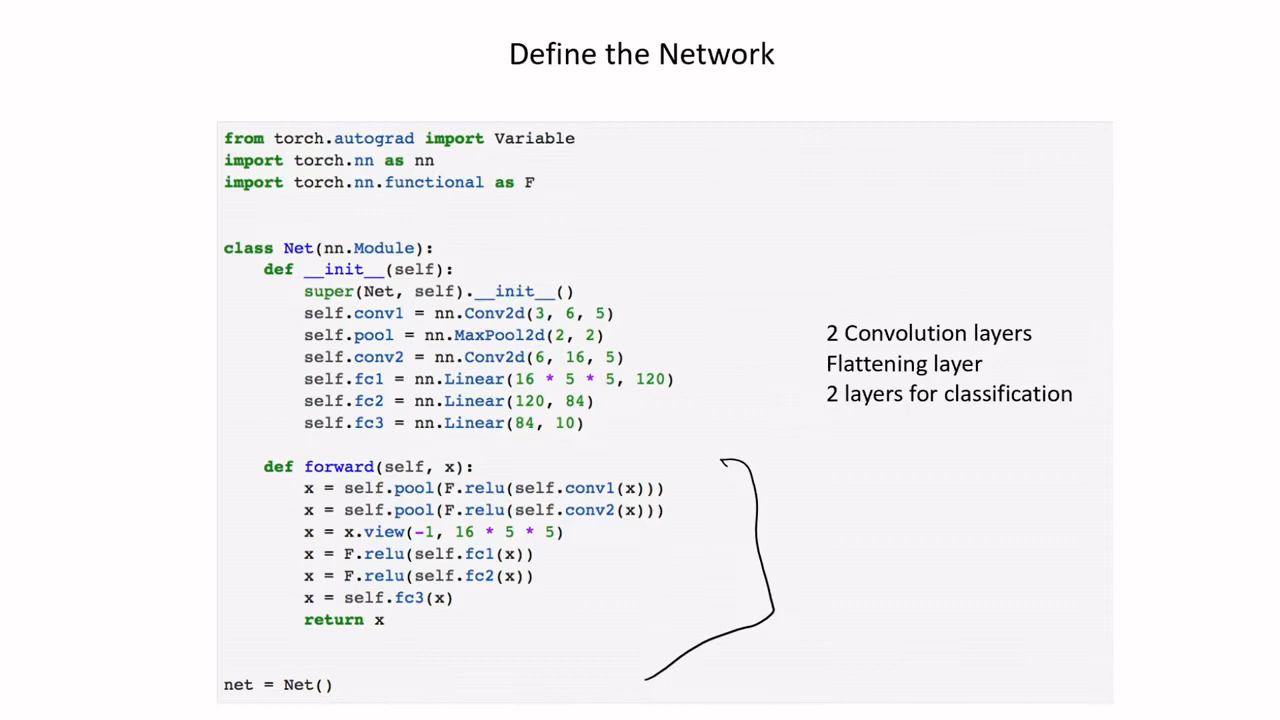 Define the Network
from torch.autograd import Variable
import torch.nn as nn
import torch.nn.functional as F
class Net(nn.Module):
    def __init__(self):
        super(Net, self).__init__()
        self.conv1 = nn.Conv2d(3, 6, 5)
        self.pool = nn.MaxPool2d(2, 2)
        self.conv2 = nn.Conv2d(6, 16, 5)
        self.fc1 = nn.Linear(16 * 5 * 5, 120)
        self.fc2 = nn.Linear(120, 84)
        self.fc3 = nn.Linear(84, 10)
    def forward(self, x):
        x = self.pool(F.relu(self.conv1(x)))
        x = self.pool(F.relu(self.conv2(x)))
        x = x.view(-1, 16 * 5 * 5)
        x = F.relu(self.fc1(x))
        x = F.relu(self.fc2(x))
        x = self.fc3(x)
        return x
net = Net()
2 Convolution layers
Flattening layer
2 layers for classification